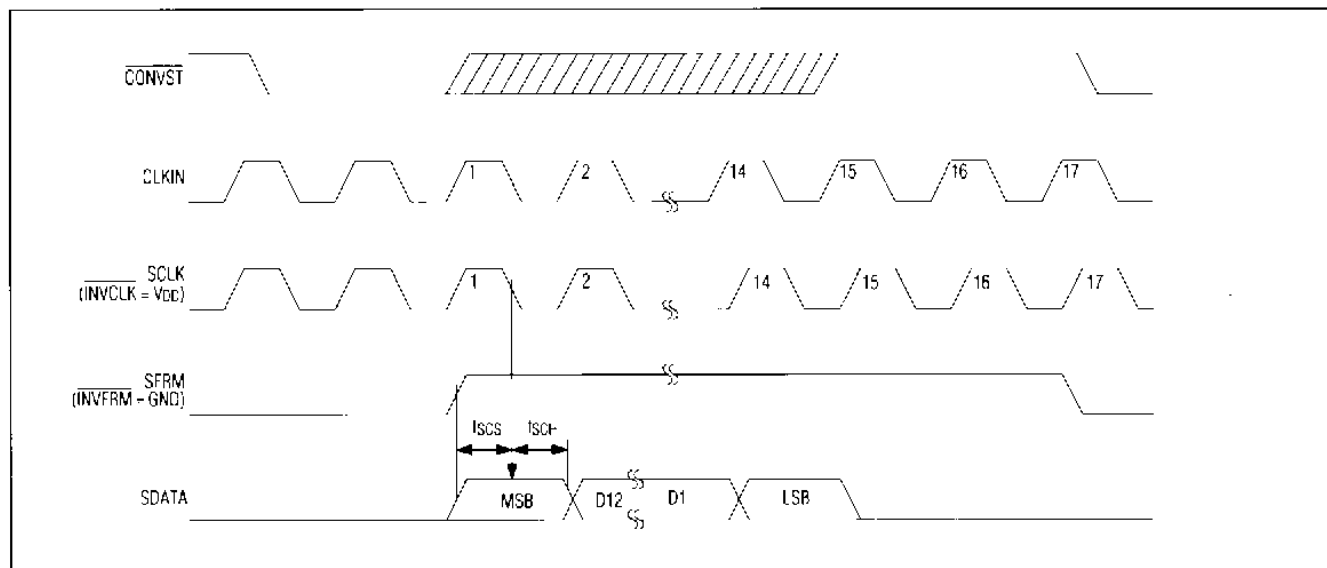 CONVST
CLKIN
1 2 14 15 16 17
SCLK
(INVCLK = VDD)
1 2 14 15 16 17
SFRM
(INVFRM = GND)
tSCS tSCH
SDATA
MSB D12 D1 LSB